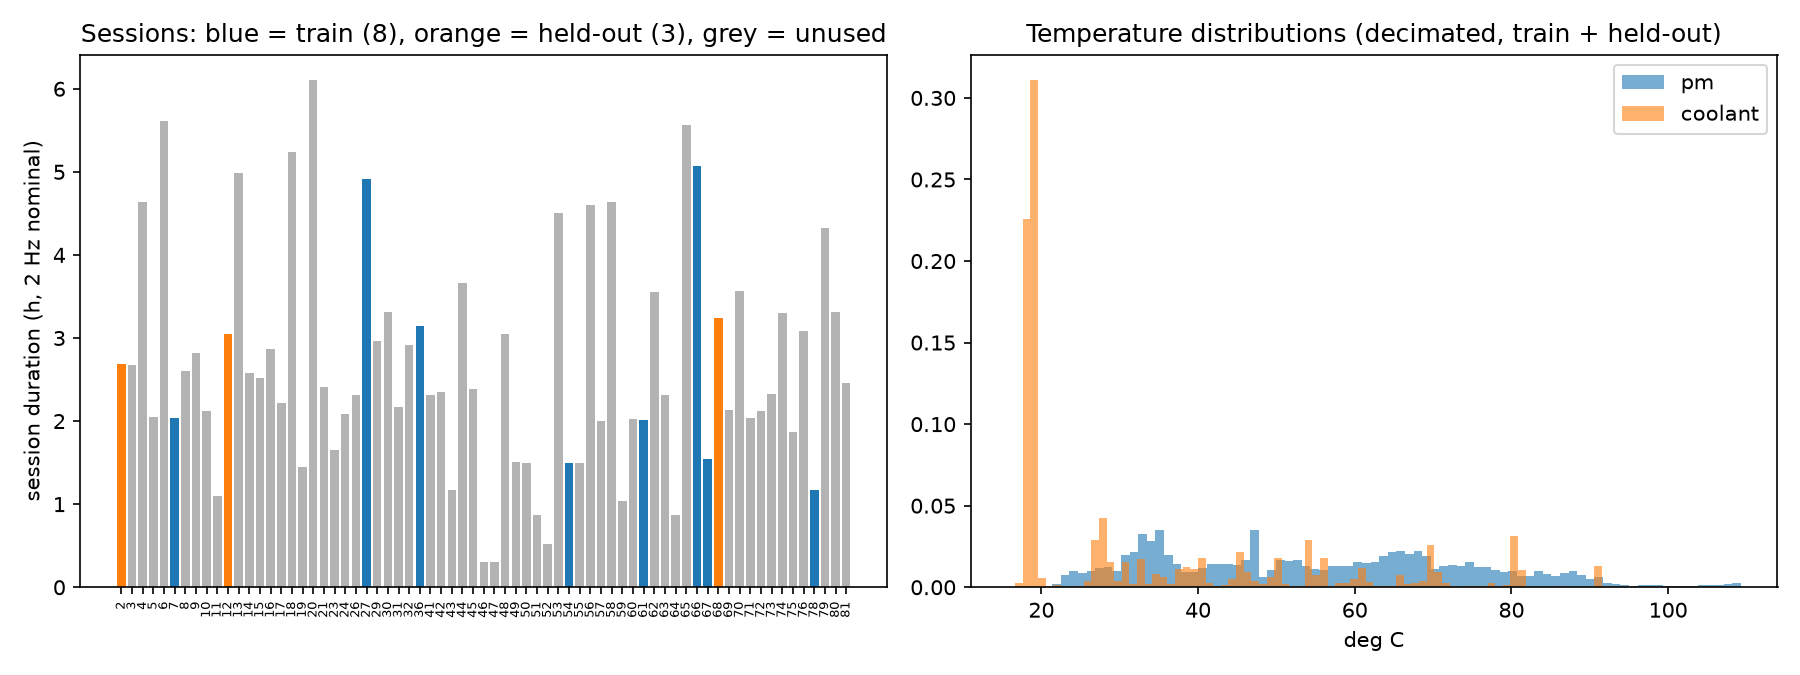 Sessions: blue = train (8), orange = held-out (3), grey = unused
session duration (h, 2 Hz nominal)
6
5
4
3
2
1
0
2 3 4 5 6 7 8 9 10 11 12 13 14 15 16 17 18 19 20 21 23 24 26 27 29 30 31 32 36 41 42 43 44 45 46 47 48 49 50 51 52 53 54 55 56 57 58 59 60 61 62 63 64 65 66 67 68 69 70 71 72 73 74 75 76 78 79 80 81
Temperature distributions (decimated, train + held-out)
pm
coolant
0.30
0.25
0.20
0.15
0.10
0.05
0.00
20 40 60 80 100
deg C